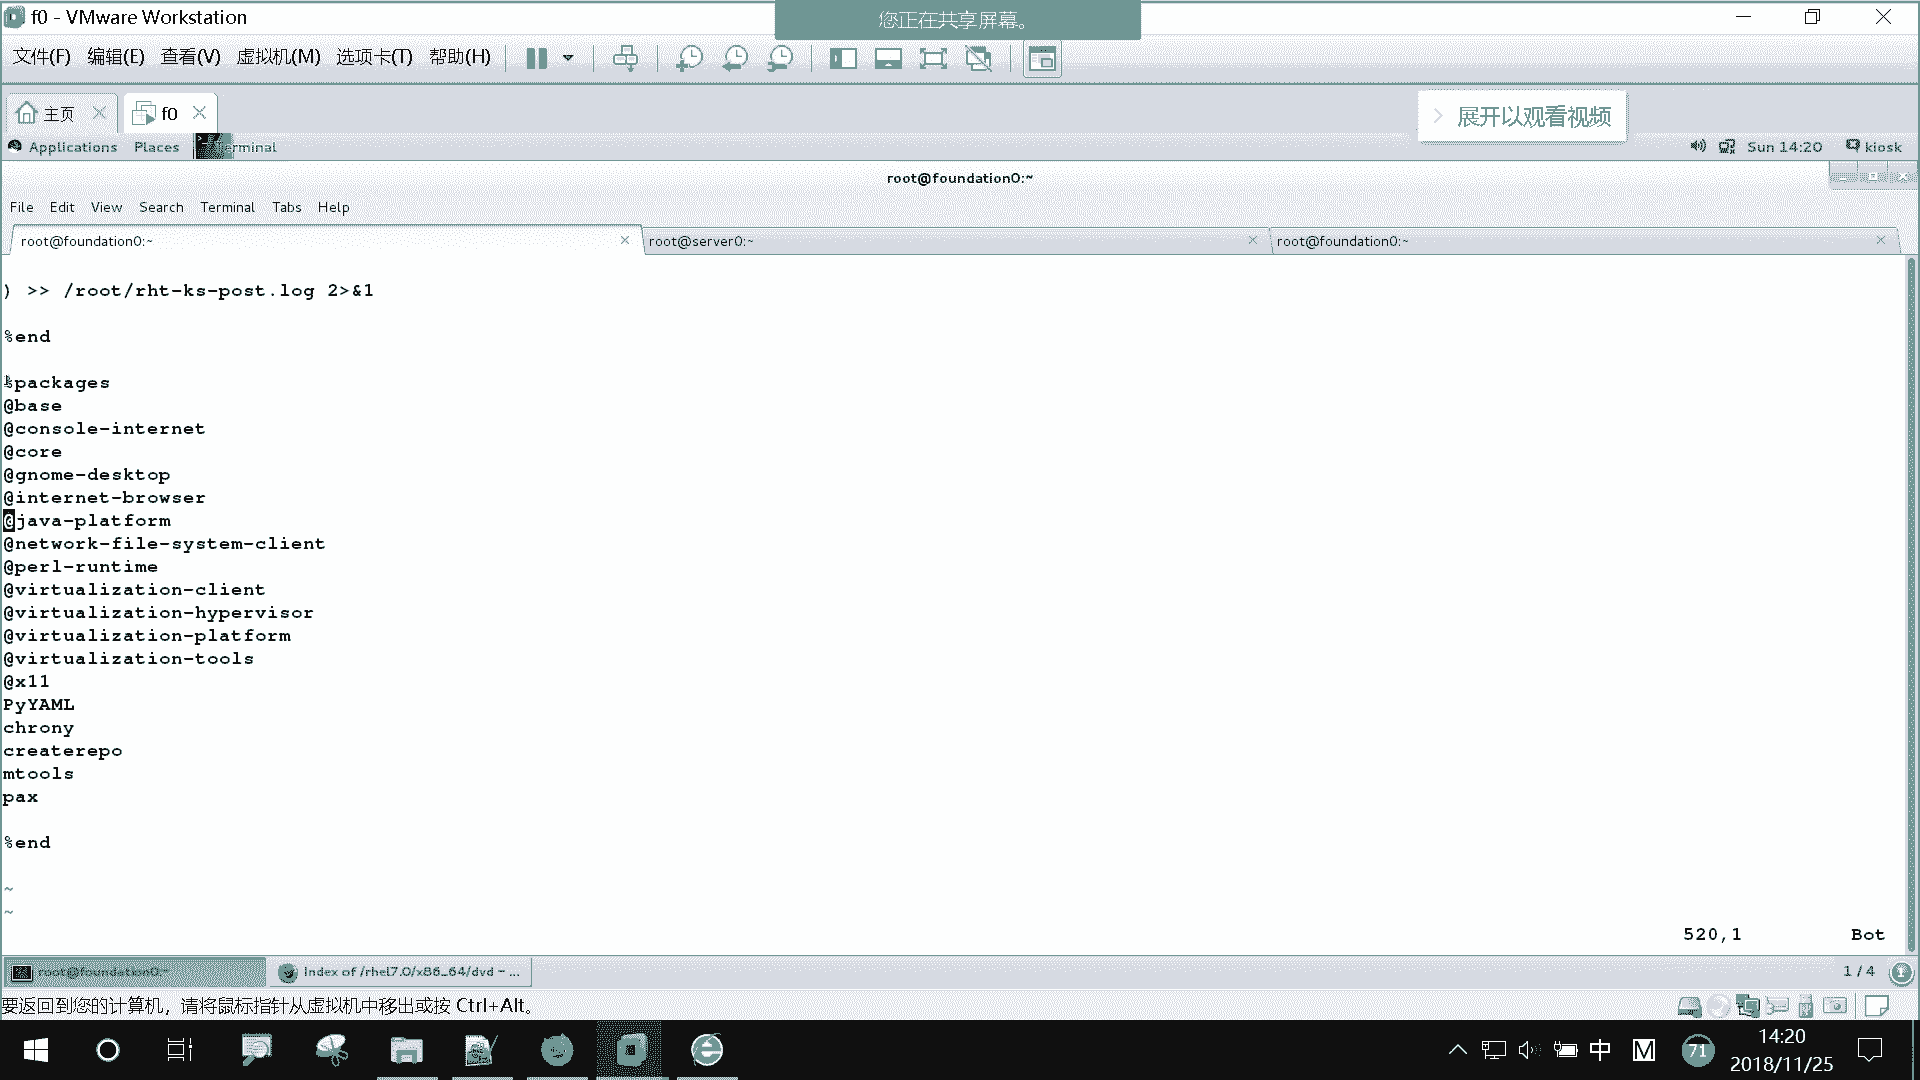 f0 - VMware Workstation
您正在共享屏幕。
文件(F) 编辑(E) 查看(V) 虚拟机(M) 选项卡(T) 帮助(H)
主页 f0
展开以观看视频
Applications Places Terminal Sun 14:20 kiosk
root@foundation0:~
File Edit View Search Terminal Tabs Help
root@foundation0:~ root@server0:~ root@foundation0:~
) >> /root/rht-ks-post.log 2>&1
%end
%packages
@base
@console-internet
@core
@gnome-desktop
@internet-browser
@java-platform
@network-file-system-client
@perl-runtime
@virtualization-client
@virtualization-hypervisor
@virtualization-platform
@virtualization-tools
@x11
PyYAML
chrony
createrepo
mtools
pax
%end
~
~
520,1 Bot
root@foundation0:~ Index of /rhel7.0/x86_64/dvd - ... 1 / 4
要返回到您的计算机，请将鼠标指针从虚拟机中移出或按 Ctrl+Alt。
中 M 71 14:20
2018/11/25